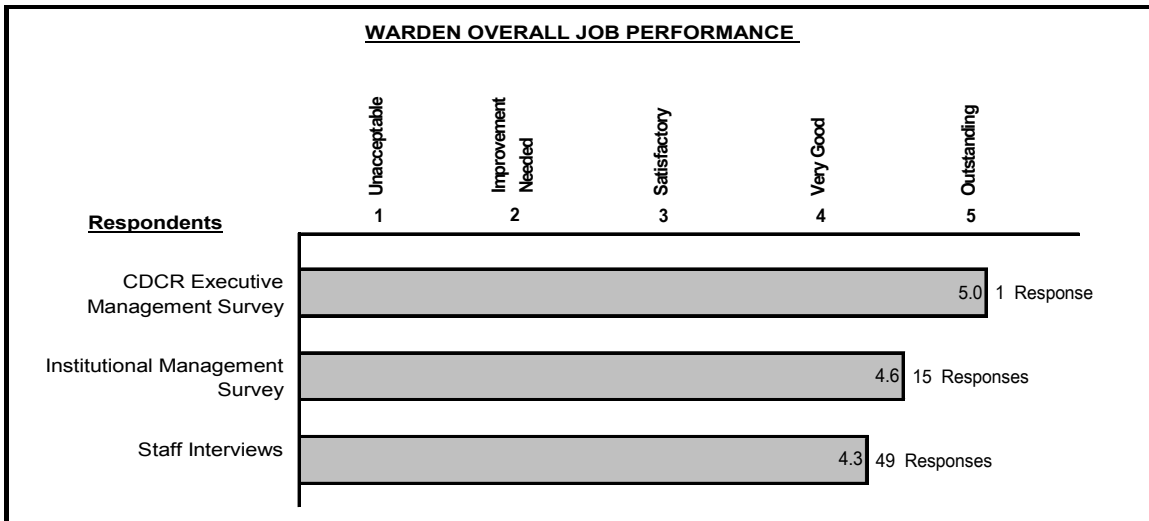 WARDEN OVERALL JOB PERFORMANCE
Unacceptable
Improvement
Needed
Satisfactory
Very Good
Outstanding
Respondents
1 2 3 4 5
CDCR Executive
Management Survey
5.0 1 Response
Institutional Management
Survey
4.6 15 Responses
Staff Interviews
4.3 49 Responses